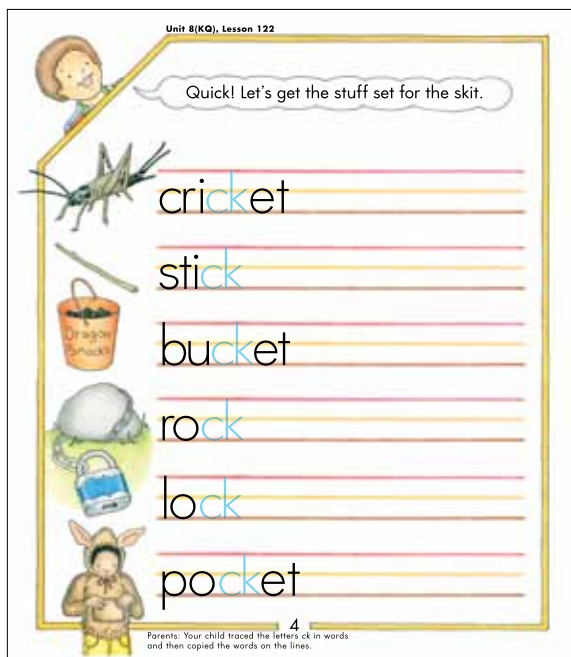 Unit 8(KQ), Lesson 122
Quick! Let's get the stuff set for the skit.
cricket
stick
Dragon
Snacks
bucket
rock
lock
pocket
4
Parents: Your child traced the letters ck in words
and then copied the words on the lines.